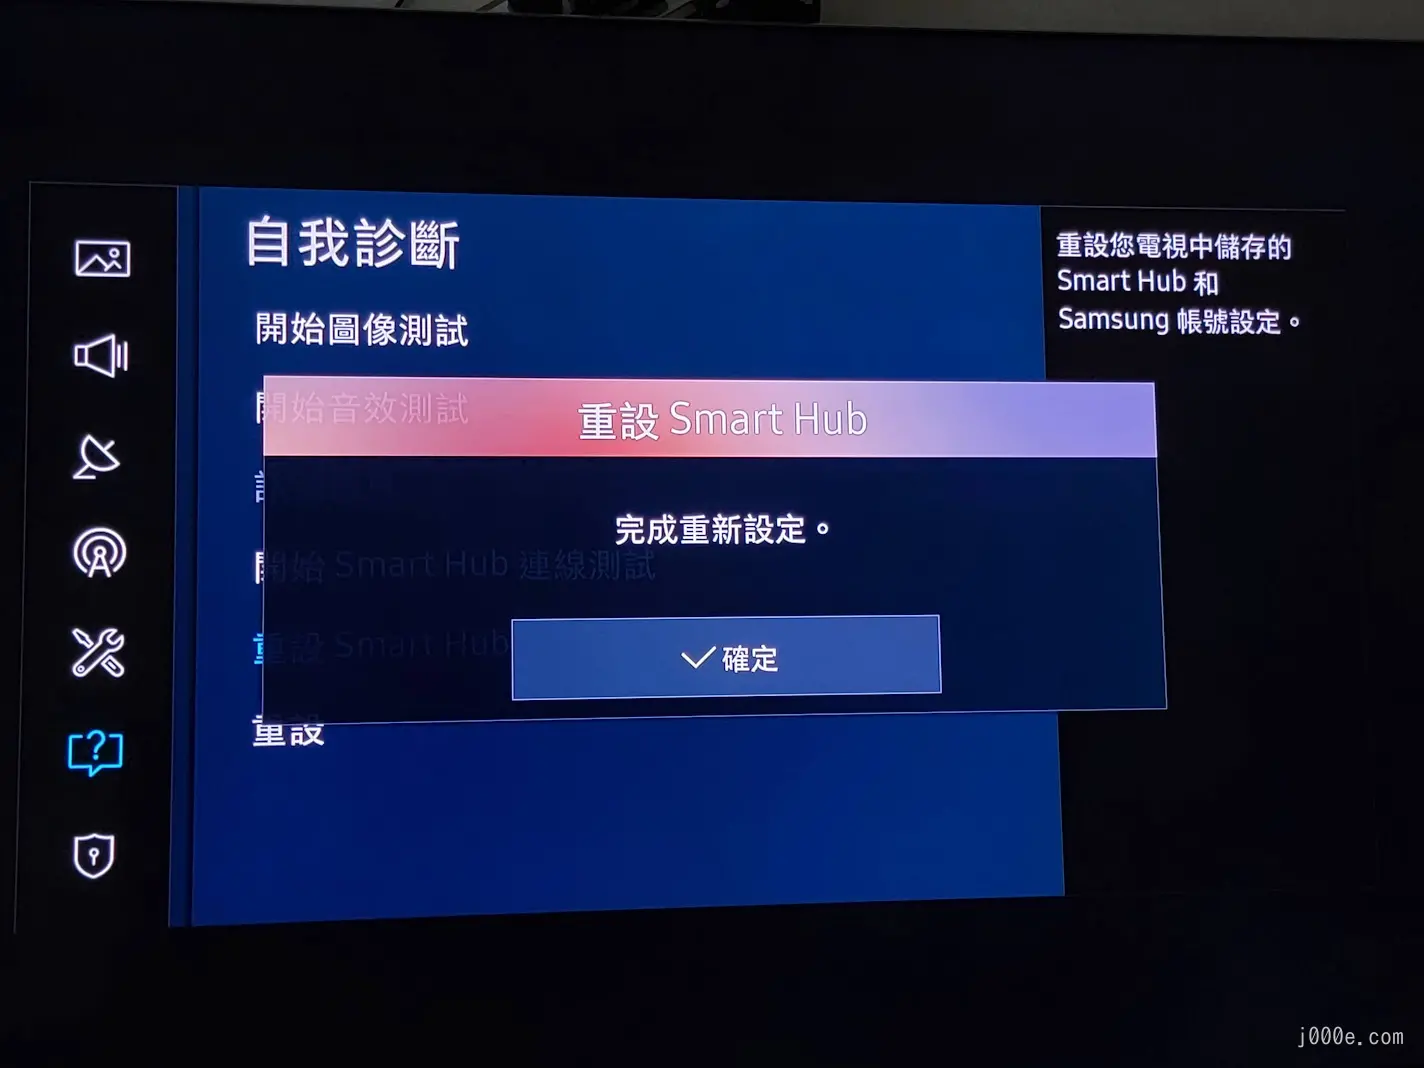 自我診斷
開始圖像測試
開始音效測試
開始 Smart Hub 連線測試
重設 Smart Hub
重設
重設 Smart Hub
完成重新設定。
確定
重設您電視中儲存的
Smart Hub 和
Samsung 帳號設定。
j000e.com